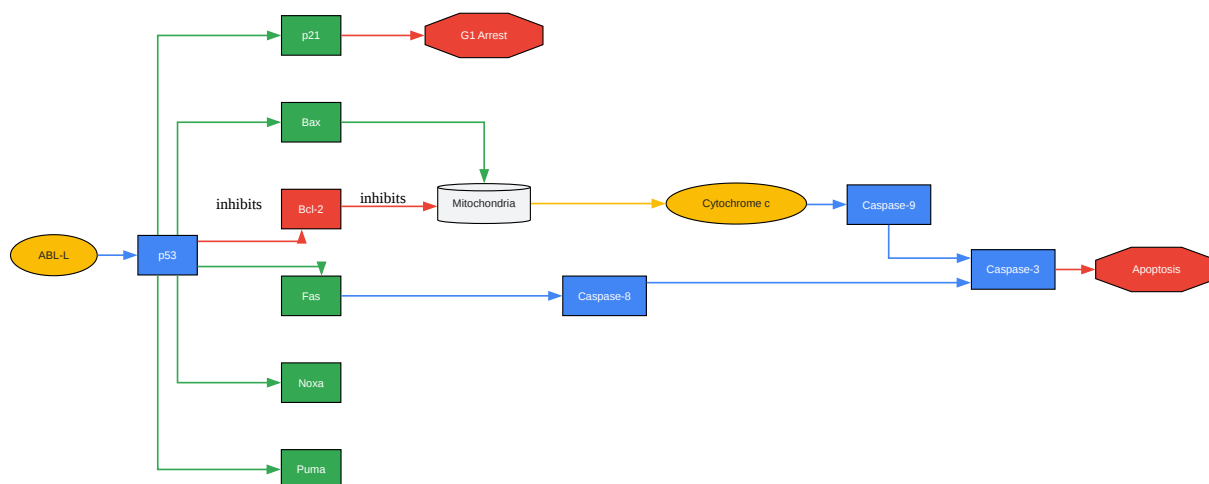 p21
G1 Arrest
Bax
inhibits
Bcl-2
inhibits
Mitochondria
Cytochrome c
Caspase-9
ABL-L
p53
Fas
Caspase-8
Caspase-3
Apoptosis
Noxa
Puma